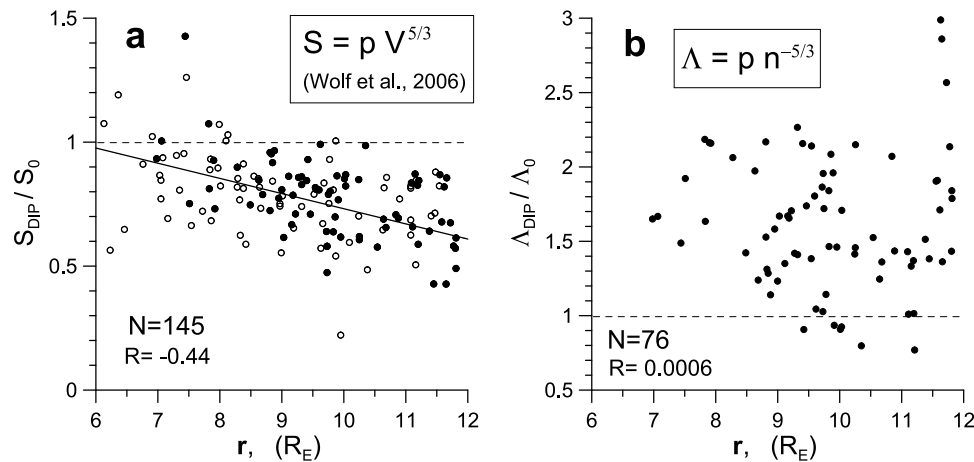 a
S = p V^5/3
(Wolf et al., 2006)
1.5
1
0.5
0
S_DIP / S_0
N=145
R= -0.44
6 7 8 9 10 11 12
r, (R_E)
b
Λ = p n^−5/3
3
2.5
2
1.5
1
0.5
Λ_DIP / Λ_0
N=76
R= 0.0006
6 7 8 9 10 11 12
r, (R_E)